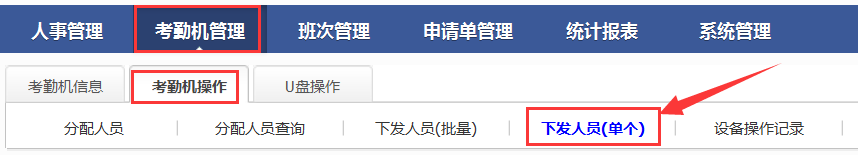 人事管理 考勤机管理 班次管理 申请单管理 统计报表 系统管理
考勤机信息 考勤机操作 U盘操作
分配人员 分配人员查询 下发人员(批量) 下发人员(单个) 设备操作记录